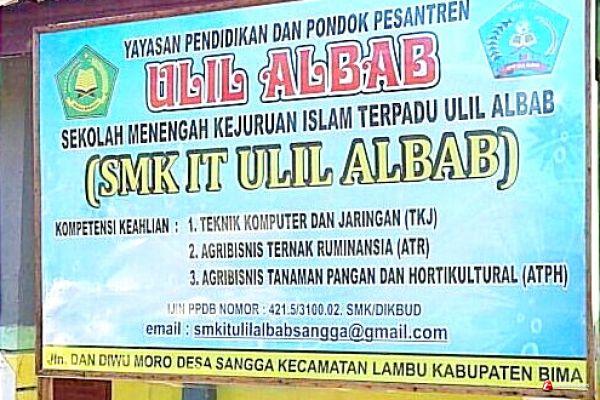 YAYASAN PENDIDIKAN DAN PONDOK PESANTREN
ULIL ALBAB
SEKOLAH MENENGAH KEJURUAN ISLAM TERPADU ULIL ALBAB
(SMK IT ULIL ALBAB)
KOMPETENSI KEAHLIAN : 1. TEKNIK KOMPUTER DAN JARINGAN (TKJ)
2. AGRIBISNIS TERNAK RUMINANSIA (ATR)
3. AGRIBISNIS TANAMAN PANGAN DAN HORTIKULTURAL (ATPH)
IJIN PPDB NOMOR : 421.5/3100.02. SMK/DIKBUD
email : smkitulilalbabsangga@gmail.com
Jln. DAN DIWU MORO DESA SANGGA KECAMATAN LAMBU KABUPATEN BIMA